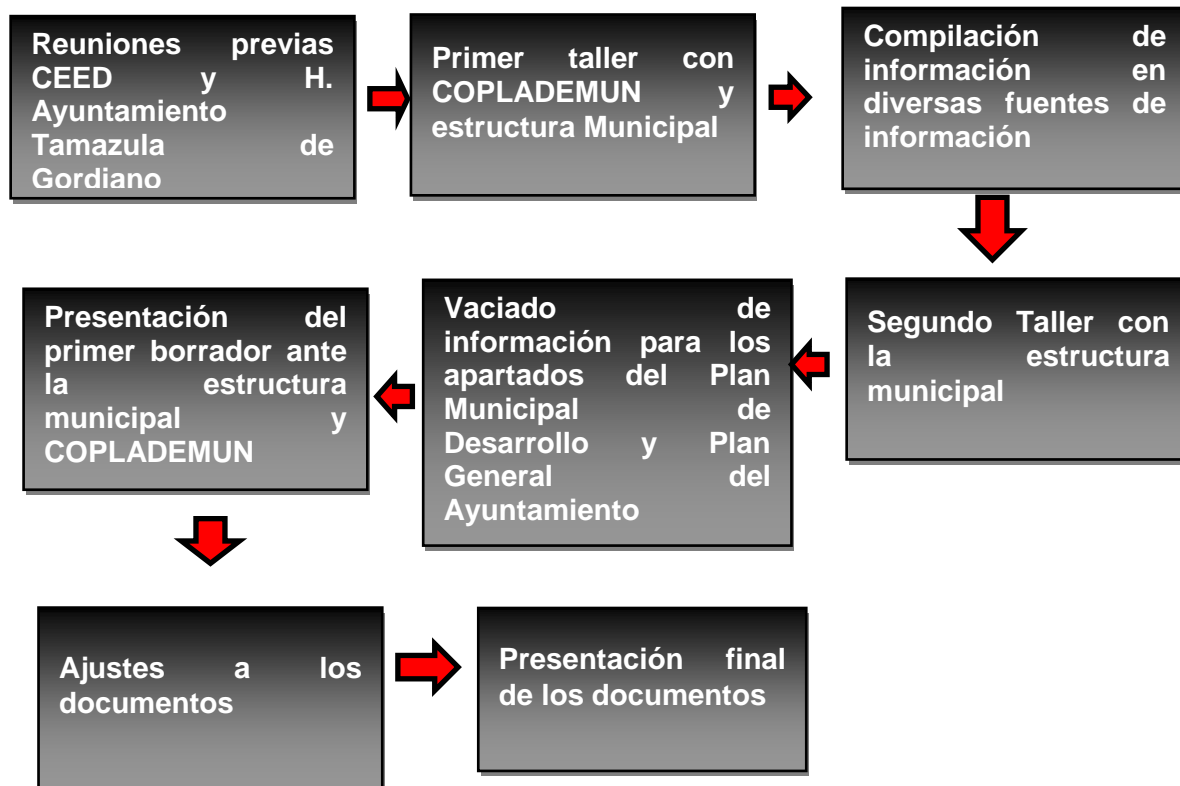 Reuniones previas
CEED y H.
Ayuntamiento
Tamazula de
Gordiano
Primer taller con
COPLADEMUN y
estructura Municipal
Compilación de
información en
diversas fuentes de
información
Segundo Taller con
la estructura
municipal
Vaciado de
información para los
apartados del Plan
Municipal de
Desarrollo y Plan
General del
Ayuntamiento
Presentación del
primer borrador ante
la estructura
municipal y
COPLADEMUN
Ajustes a los
documentos
Presentación final
de los documentos